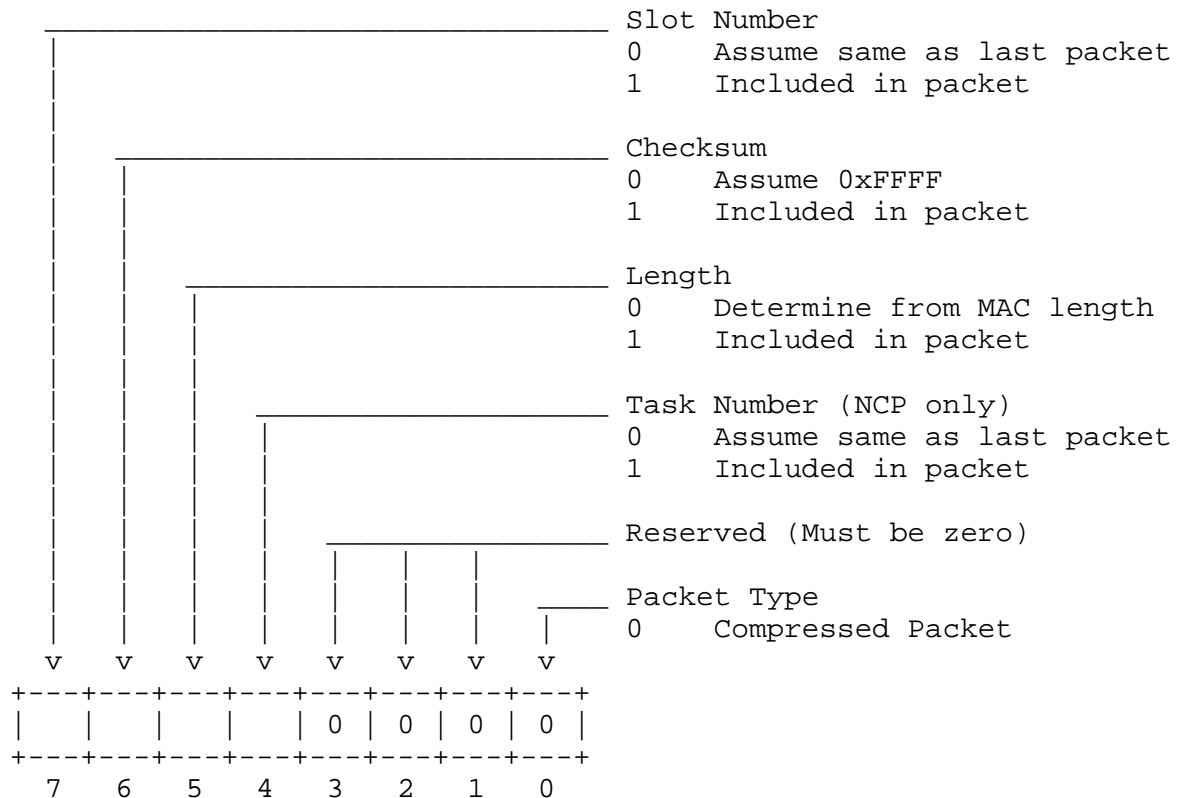 Slot Number
0 Assume same as last packet
1 Included in packet
Checksum
0 Assume 0xFFFF
1 Included in packet
Length
0 Determine from MAC length
1 Included in packet
Task Number (NCP only)
0 Assume same as last packet
1 Included in packet
Reserved (Must be zero)
Packet Type
0 Compressed Packet
v v v v v v v v
+---+---+---+---+---+---+---+---+
| | | | | 0 | 0 | 0 | 0 |
+---+---+---+---+---+---+---+---+
7 6 5 4 3 2 1 0